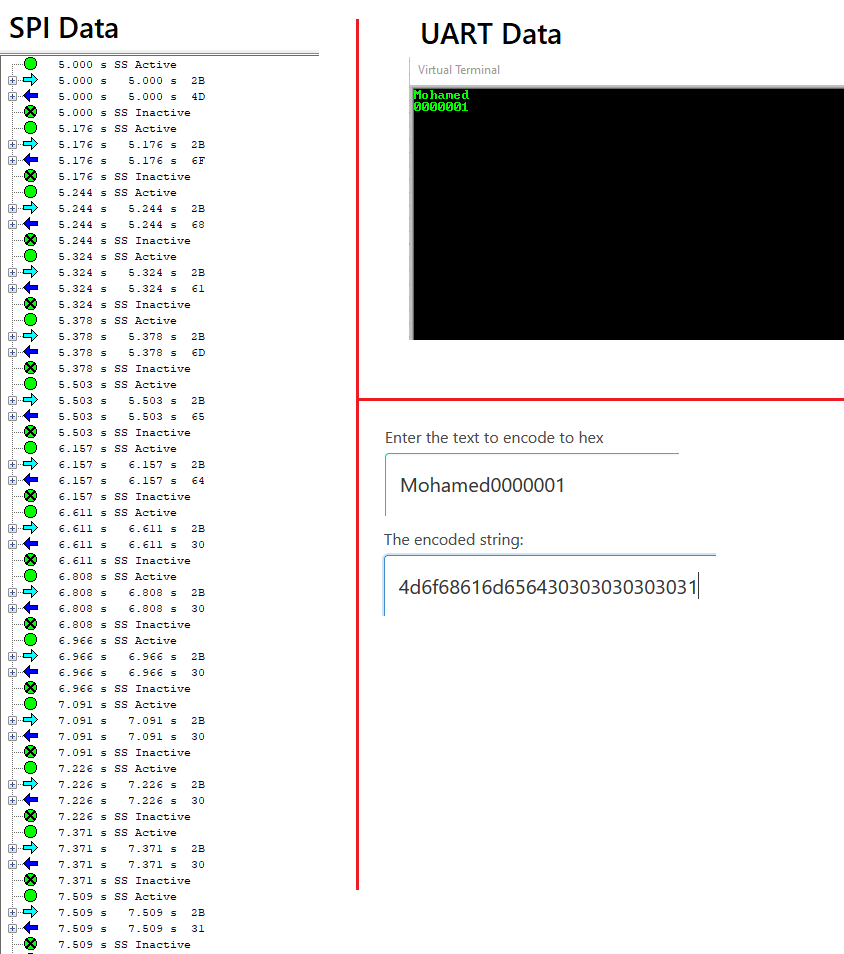 SPI Data
5.000 s SS Active
5.000 s 5.000 s 2B
5.000 s 5.000 s 4D
5.000 s SS Inactive
5.176 s SS Active
5.176 s 5.176 s 2B
5.176 s 5.176 s 6F
5.176 s SS Inactive
5.244 s SS Active
5.244 s 5.244 s 2B
5.244 s 5.244 s 68
5.244 s SS Inactive
5.324 s SS Active
5.324 s 5.324 s 2B
5.324 s 5.324 s 61
5.324 s SS Inactive
5.378 s SS Active
5.378 s 5.378 s 2B
5.378 s 5.378 s 6D
5.378 s SS Inactive
5.503 s SS Active
5.503 s 5.503 s 2B
5.503 s 5.503 s 65
5.503 s SS Inactive
6.157 s SS Active
6.157 s 6.157 s 2B
6.157 s 6.157 s 64
6.157 s SS Inactive
6.611 s SS Active
6.611 s 6.611 s 2B
6.611 s 6.611 s 30
6.611 s SS Inactive
6.808 s SS Active
6.808 s 6.808 s 2B
6.808 s 6.808 s 30
6.808 s SS Inactive
6.966 s SS Active
6.966 s 6.966 s 2B
6.966 s 6.966 s 30
6.966 s SS Inactive
7.091 s SS Active
7.091 s 7.091 s 2B
7.091 s 7.091 s 30
7.091 s SS Inactive
7.226 s SS Active
7.226 s 7.226 s 2B
7.226 s 7.226 s 30
7.226 s SS Inactive
7.371 s SS Active
7.371 s 7.371 s 2B
7.371 s 7.371 s 30
7.371 s SS Inactive
7.509 s SS Active
7.509 s 7.509 s 2B
7.509 s 7.509 s 31
7.509 s SS Inactive
UART Data
Virtual Terminal
Mohamed
0000001
Enter the text to encode to hex
Mohamed0000001
The encoded string:
4d6f68616d656430303030303031